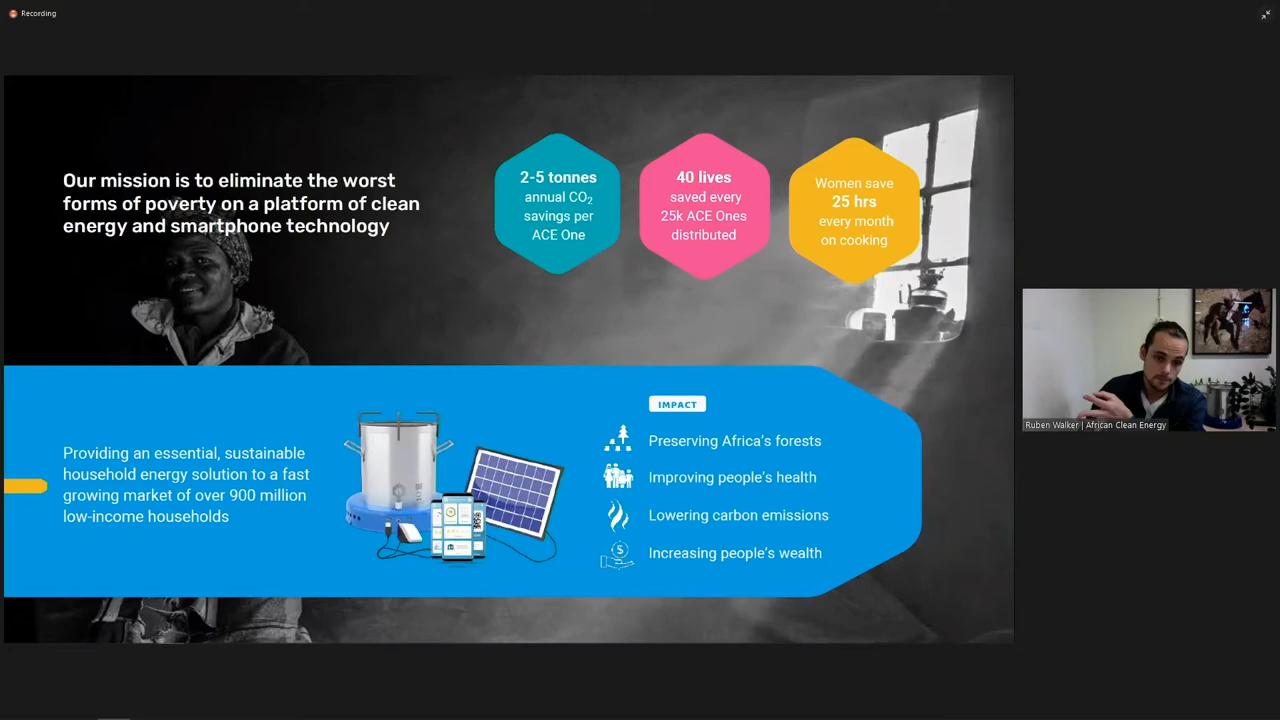 Recording
Our mission is to eliminate the worst
forms of poverty on a platform of clean
energy and smartphone technology
2-5 tonnes
annual CO₂
savings per
ACE One
40 lives
saved every
25k ACE Ones
distributed
Women save
25 hrs
every month
on cooking
Providing an essential, sustainable
household energy solution to a fast
growing market of over 900 million
low-income households
IMPACT
Preserving Africa's forests
Improving people's health
Lowering carbon emissions
$
Increasing people's wealth
Ruben Walker | African Clean Energy